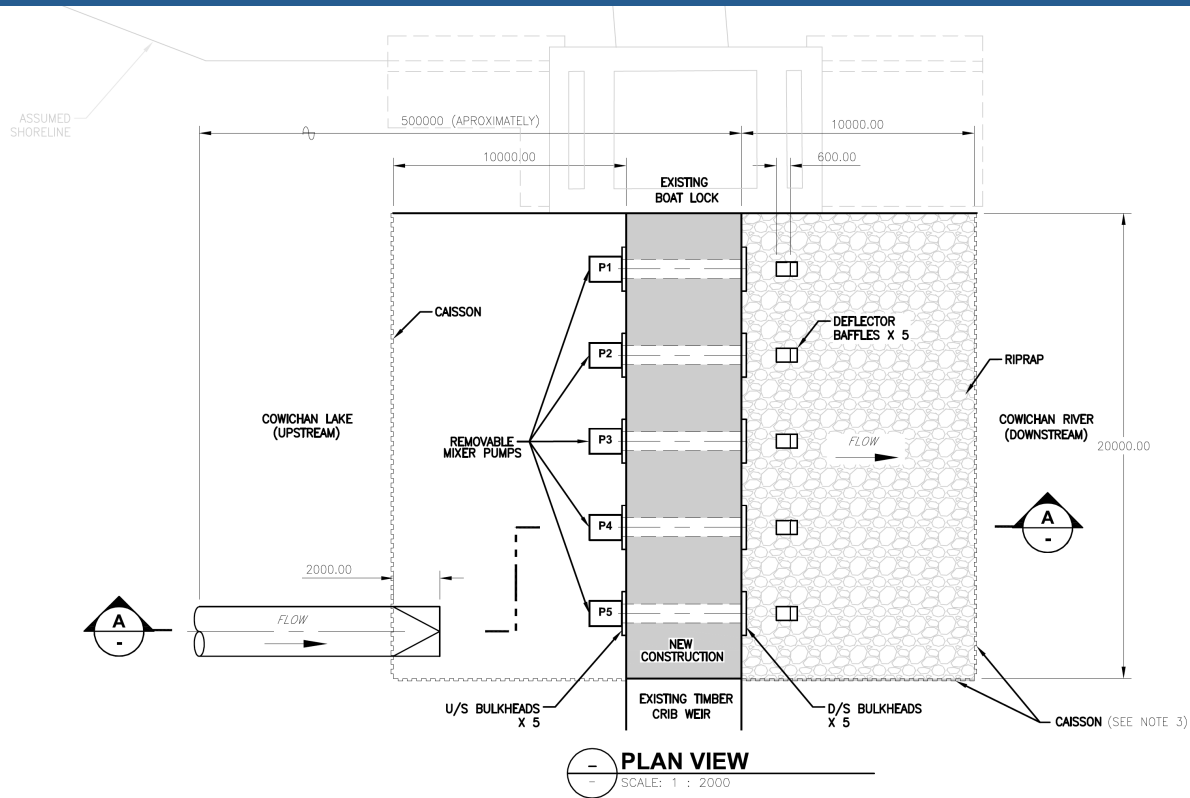 ASSUMED
SHORELINE
500000 (APROXIMATELY)
10000.00
10000.00
600.00
EXISTING
BOAT LOCK
P1
CAISSON
DEFLECTOR
BAFFLES X 5
P2
RIPRAP
COWICHAN LAKE
(UPSTREAM)
REMOVABLE
MIXER PUMPS
P3
FLOW
COWICHAN RIVER
(DOWNSTREAM)
20000.00
P4
A
-
2000.00
A
-
FLOW
P5
NEW
CONSTRUCTION
U/S BULKHEADS
X 5
EXISTING TIMBER
CRIB WEIR
D/S BULKHEADS
X 5
CAISSON (SEE NOTE 3)
-
-
PLAN VIEW
SCALE: 1 : 2000